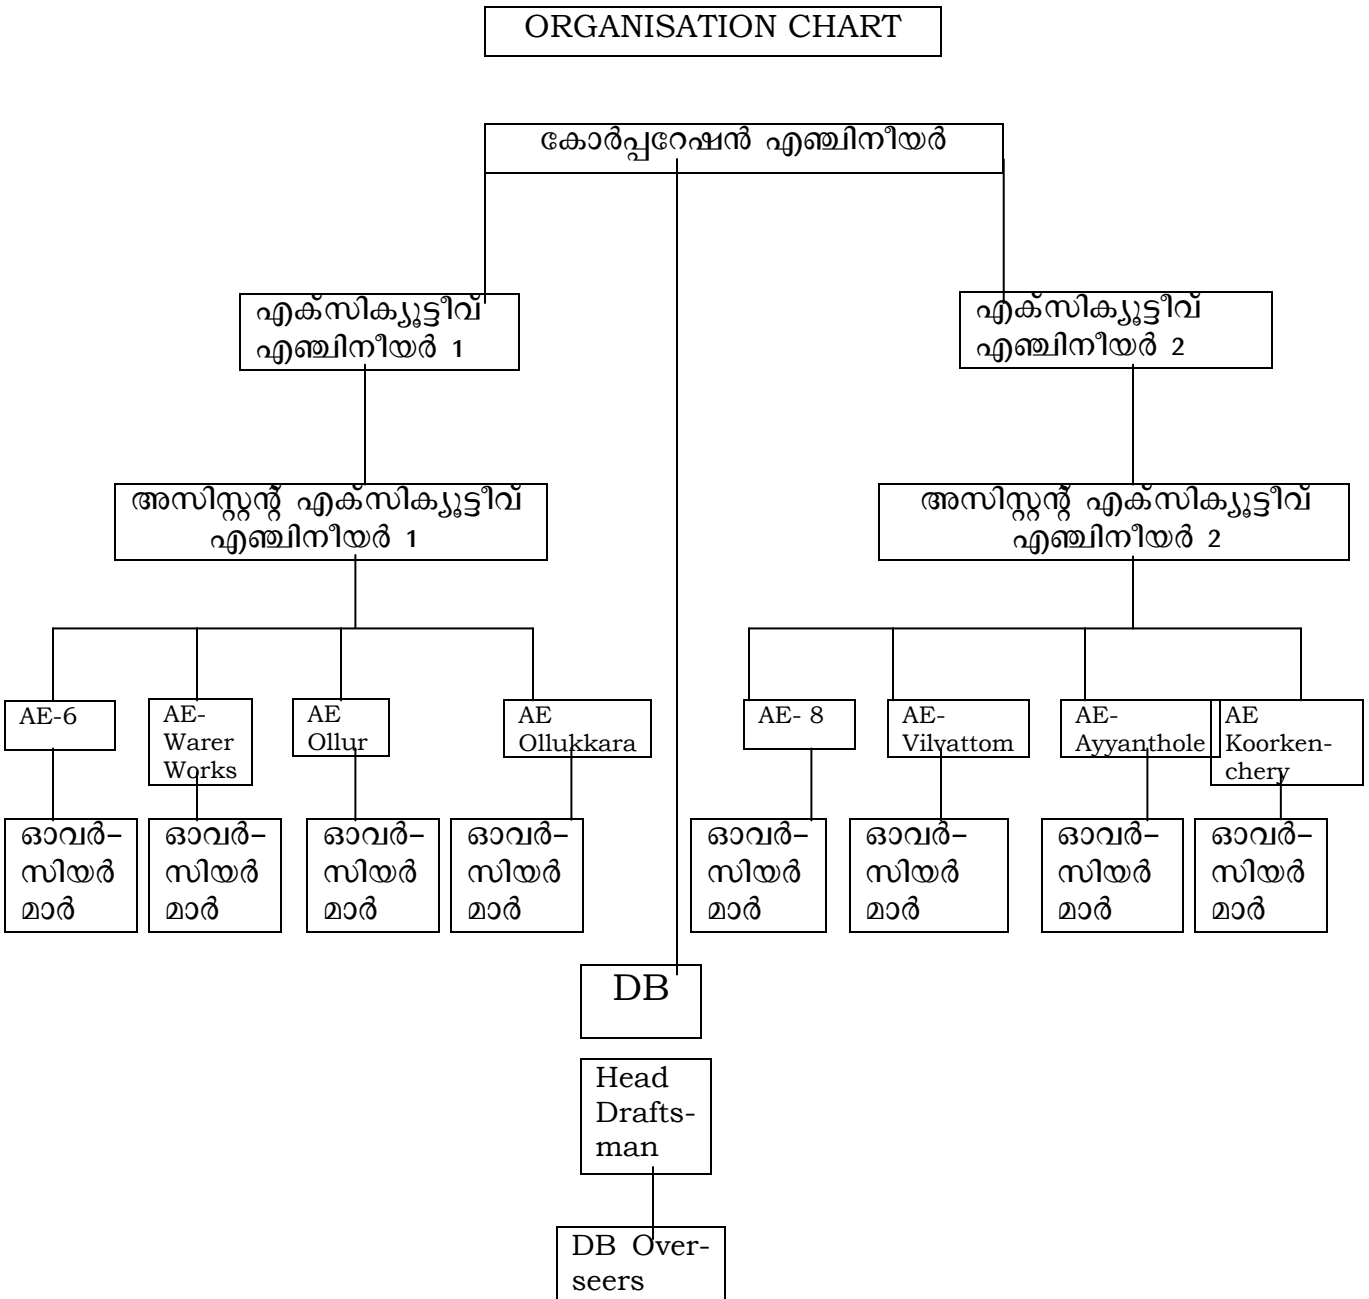 ORGANISATION CHART
കോർപ്പറേഷൻ എഞ്ചിനീയർ
എക്സിക്യൂട്ടീവ്
എഞ്ചിനീയർ 1
എക്സിക്യൂട്ടീവ്
എഞ്ചിനീയർ 2
അസിസ്റ്റന്റ് എക്സിക്യൂട്ടീവ്
എഞ്ചിനീയർ 1
അസിസ്റ്റന്റ് എക്സിക്യൂട്ടീവ്
എഞ്ചിനീയർ 2
AE-6
AE-
Warer
Works
AE
Ollur
AE
Ollukkara
AE- 8
AE-
Vilvattom
AE-
Ayyanthole
AE
Koorken-
chery
ഓവർ-
സിയർ
മാർ
ഓവർ-
സിയർ
മാർ
ഓവർ-
സിയർ
മാർ
ഓവർ-
സിയർ
മാർ
ഓവർ-
സിയർ
മാർ
ഓവർ-
സിയർ
മാർ
ഓവർ-
സിയർ
മാർ
ഓവർ-
സിയർ
മാർ
DB
Head
Drafts-
man
DB Over-
seers